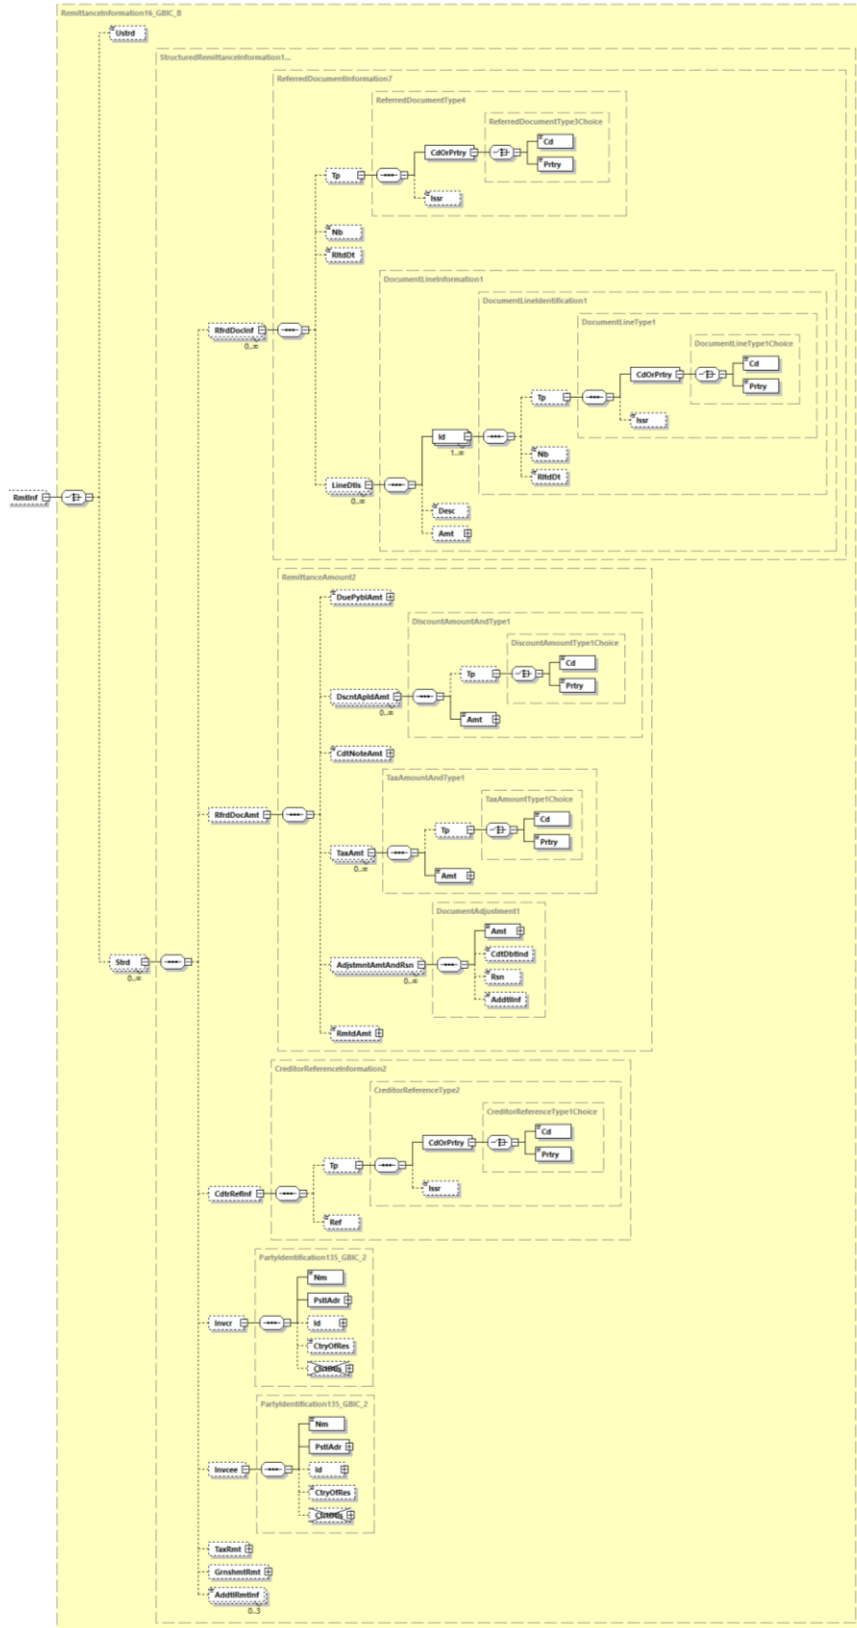 RemittanceInformation16_GBIC_B
Ustrd
StructuredRemittanceInformation1...
ReferredDocumentInformation7
ReferredDocumentType4
ReferredDocumentType3Choice
Cd
CdOrPrtry
Prtry
Tp
Issr
Nb
RltdDt
DocumentLineInformation1
DocumentLineIdentification1
DocumentLineType1
RfrdDocInf
DocumentLineType1Choice
0..∞
Cd
CdOrPrtry
Prtry
Tp
Issr
Id
1..∞
Nb
RltdDt
LineDtls
RmtInf
0..∞
Desc
Amt
RemittanceAmount2
DuePyblAmt
DiscountAmountAndType1
DiscountAmountType1Choice
Cd
Tp
Prtry
DscntApldAmt
0..∞
Amt
CdtNoteAmt
TaxAmountAndType1
TaxAmountType1Choice
RfrdDocAmt
Cd
Tp
Prtry
TaxAmt
0..∞
Amt
DocumentAdjustment1
Amt
CdtDbtInd
Strd
AdjstmntAmtAndRsn
0..∞
0..∞
Rsn
AddtlInf
RmtdAmt
CreditorReferenceInformation2
CreditorReferenceType2
CreditorReferenceType1Choice
Cd
CdOrPrtry
Prtry
Tp
Issr
CdtrRefInf
Ref
PartyIdentification135_GBIC_2
Nm
PstlAdr
Invcr
Id
CtryOfRes
CtctDtls
PartyIdentification135_GBIC_2
Nm
PstlAdr
Invcee
Id
CtryOfRes
CtctDtls
TaxRmt
GrnshmtRmt
AddtlRmtInf
0..3